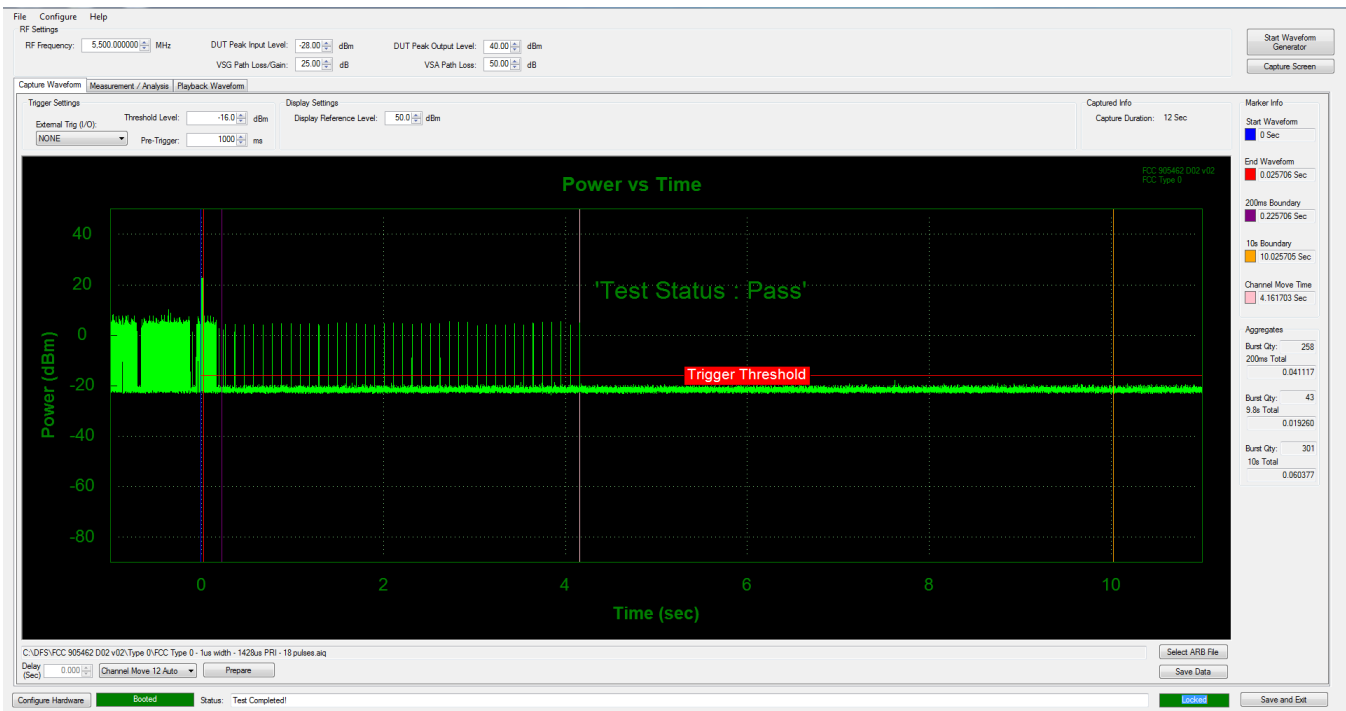 File Configure Help
RF Settings
RF Frequency: 5,500.000000 MHz DUT Peak Input Level: -28.00 dBm DUT Peak Output Level: 40.00 dBm
VSG Path Loss/Gain: 25.00 dB VSA Path Loss: 50.00 dB
Start Waveform Generator
Capture Screen
Capture Waveform Measurement / Analysis Playback Waveform
Trigger Settings
External Trig (I/O):
NONE
Threshold Level: -16.0 dBm
Pre-Trigger: 1000 ms
Display Settings
Display Reference Level: 50.0 dBm
Captured Info
Capture Duration: 12 Sec
Marker Info
Start Waveform
0 Sec
End Waveform
0.025706 Sec
200ms Boundary
0.225706 Sec
10s Boundary
10.025705 Sec
Channel Move Time
4.161703 Sec
Aggregates
Burst Qty: 258
200ms Total
0.041117
Burst Qty: 43
9.8s Total
0.019260
Burst Qty: 301
10s Total
0.060377
Power vs Time
FCC 905462 D02 v02
FCC Type 0
'Test Status : Pass'
Trigger Threshold
Power (dBm)
40
20
0
-20
-40
-60
-80
0 2 4 6 8 10
Time (sec)
C:\DFS\FCC 905462 D02 v02\Type 0\FCC Type 0 - 1us width - 1428us PRI - 18 pulses.aiq
Select ARB File
Delay (Sec) 0.000 Channel Move 12 Auto Prepare
Save Data
Configure Hardware Booted Status: Test Completed! Locked Save and Exit